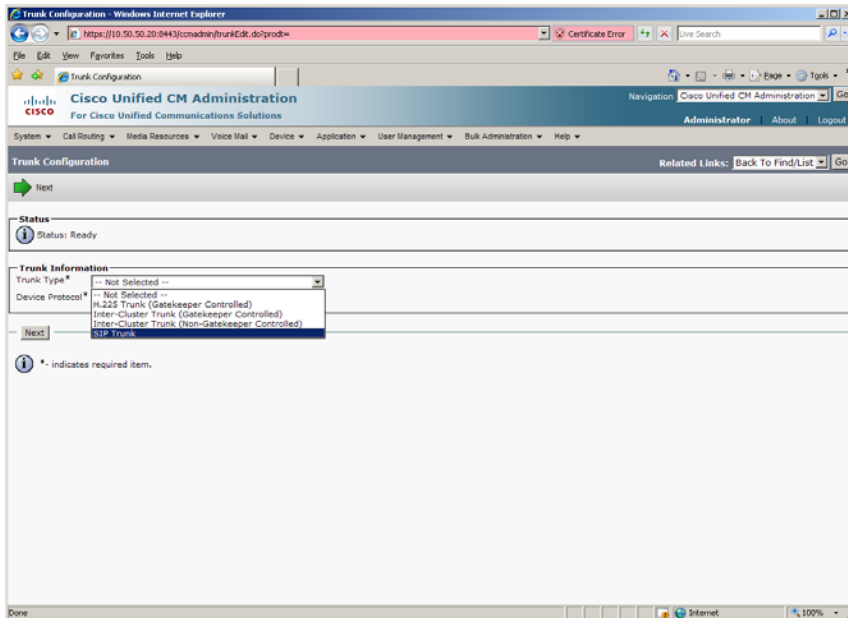 Trunk Configuration - Windows Internet Explorer
https://10.50.50.20:8443/ccmadmin/trunkEdit.do?prodt=
Certificate Error
Live Search
File Edit View Favorites Tools Help
Trunk Configuration
Page Tools
cisco
Cisco Unified CM Administration
For Cisco Unified Communications Solutions
Navigation Cisco Unified CM Administration Go
Administrator | About | Logout
System Call Routing Media Resources Voice Mail Device Application User Management Bulk Administration Help
Trunk Configuration
Related Links: Back To Find/List Go
Next
Status
Status: Ready
Trunk Information
Trunk Type* -- Not Selected --
Device Protocol* -- Not Selected --
H.225 Trunk (Gatekeeper Controlled)
Inter-Cluster Trunk (Gatekeeper Controlled)
Inter-Cluster Trunk (Non-Gatekeeper Controlled)
SIP Trunk
Next
*- indicates required item.
Done
Internet
100%